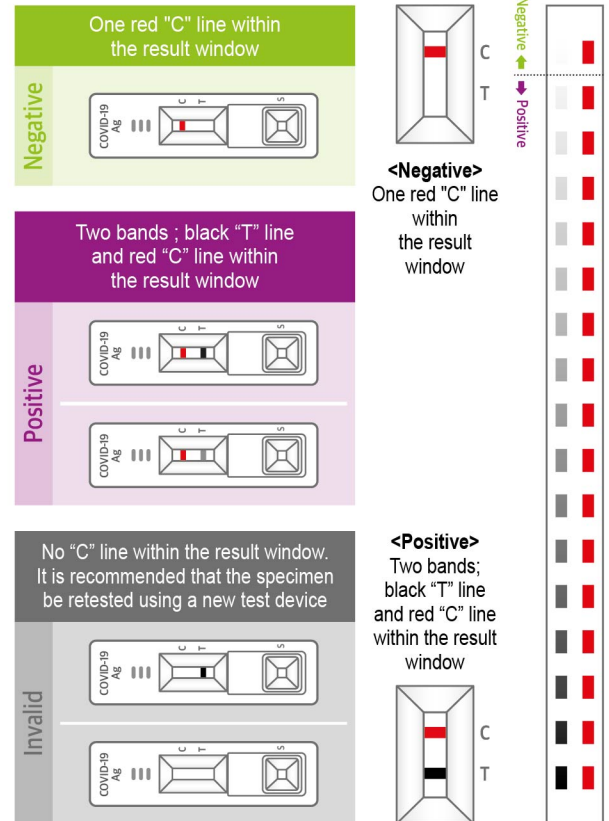 One red "C" line within
the result window
Negative
COVID-19
Ag
C T
S
Two bands ; black “T” line
and red “C” line within
the result window
Positive
COVID-19
Ag
C T
S
COVID-19
Ag
C T
S
No “C” line within the result window.
It is recommended that the specimen
be retested using a new test device
Invalid
COVID-19
Ag
C T
S
COVID-19
Ag
C T
S
C
T
<Negative>
One red "C" line
within
the result
window
<Positive>
Two bands;
black “T” line
and red “C” line
within the result
window
C
T
Negative
Positive